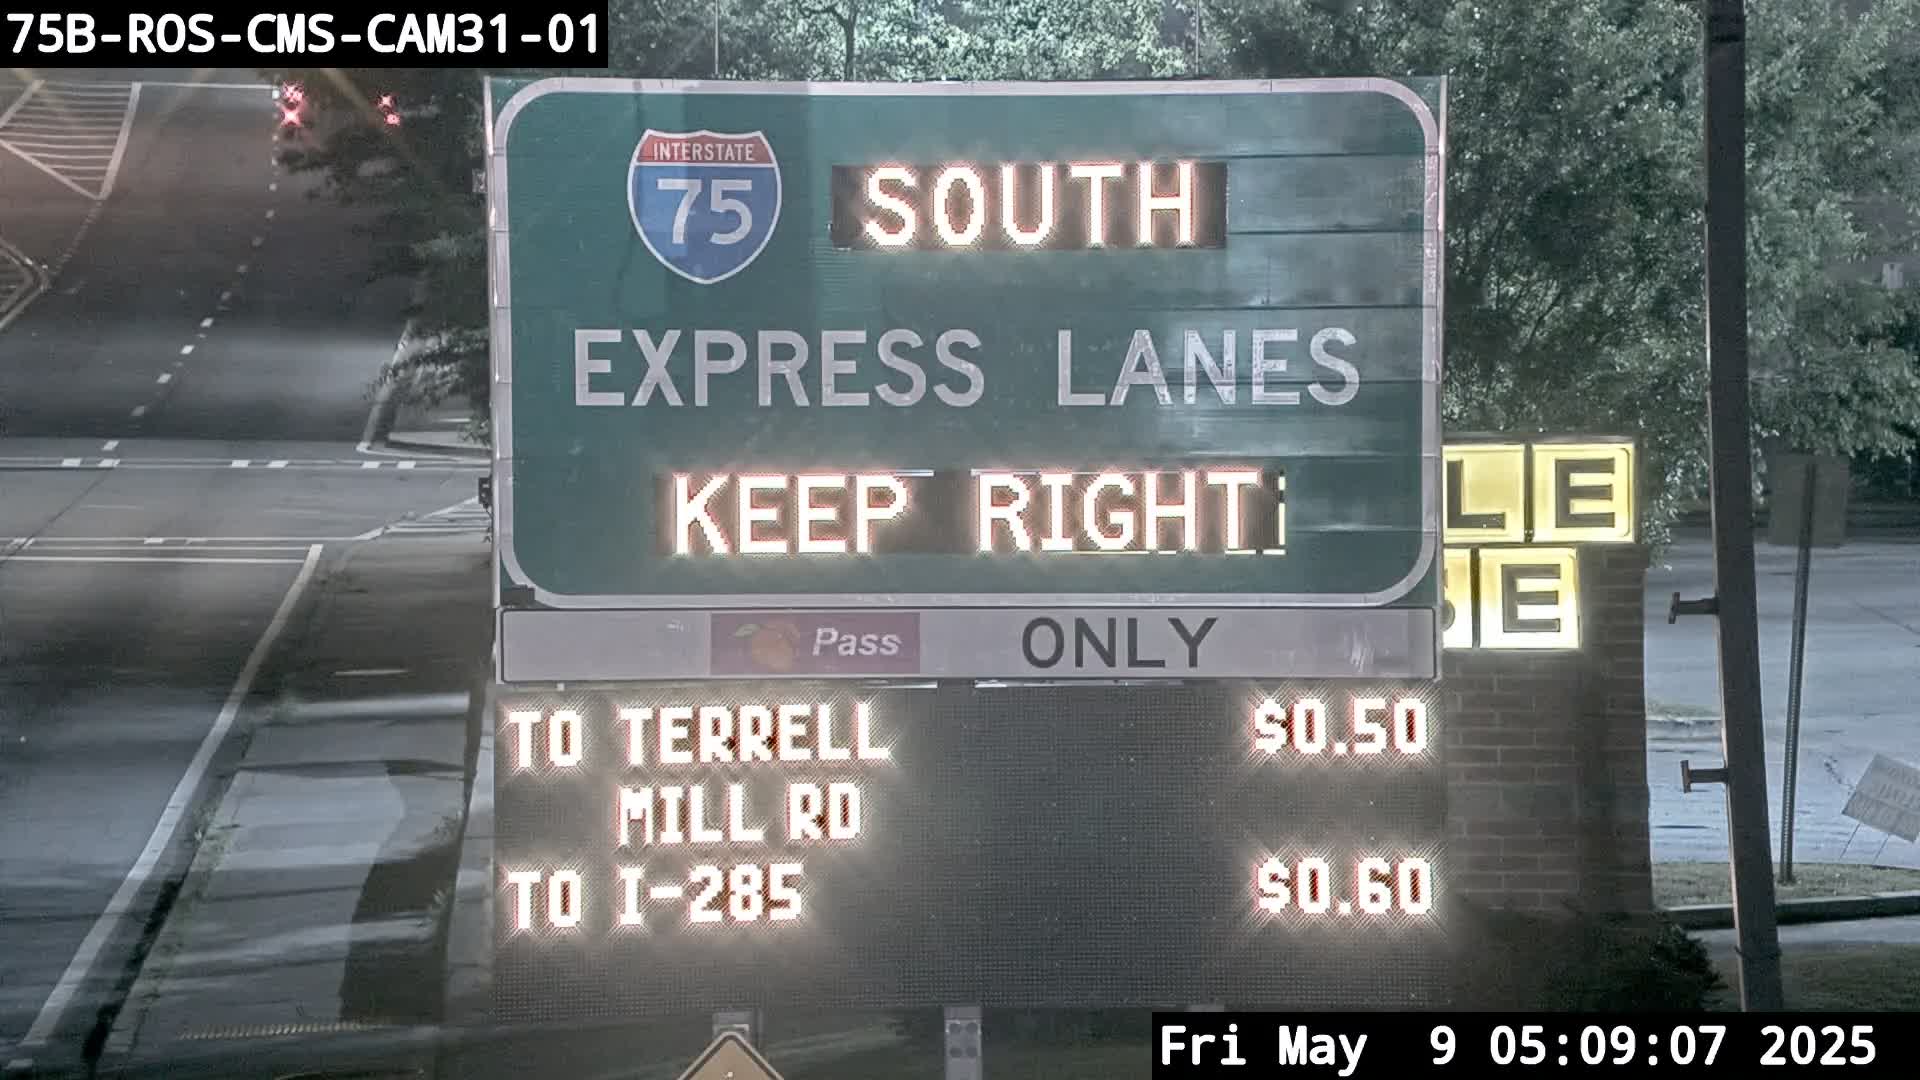 75B-ROS-CMS-CAM31-01
INTERSTATE
75
SOUTH
EXPRESS LANES
KEEP RIGHT
Pass ONLY
TO TERRELL $0.50
MILL RD
TO I-285 $0.60
LE
E
Fri May 9 05:09:07 2025